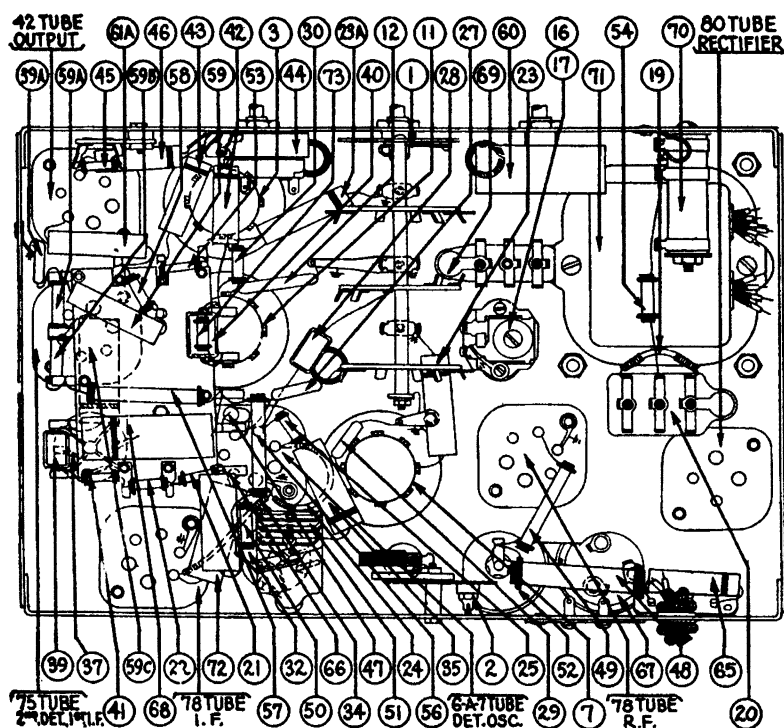 42 TUBE
OUTPUT
61A 46 43 42 3 30 29A 12 11 27 60 16 54 70
80 TUBE
RECTIFIER
39A 59A 45 59B 58 59 53 44 73 40 1 28 69 23 17 71 19
39 37 59C 22 72 21 32 66 47 24 35 2 25 52 49 67 48 65
75 TUBE
2ND DET, 1ST I.F.
41 68
78 TUBE
I. F.
57 50 34 51 56
6-A-7 TUBE
DET. OSC.
29 7
78 TUBE
R.F.
20